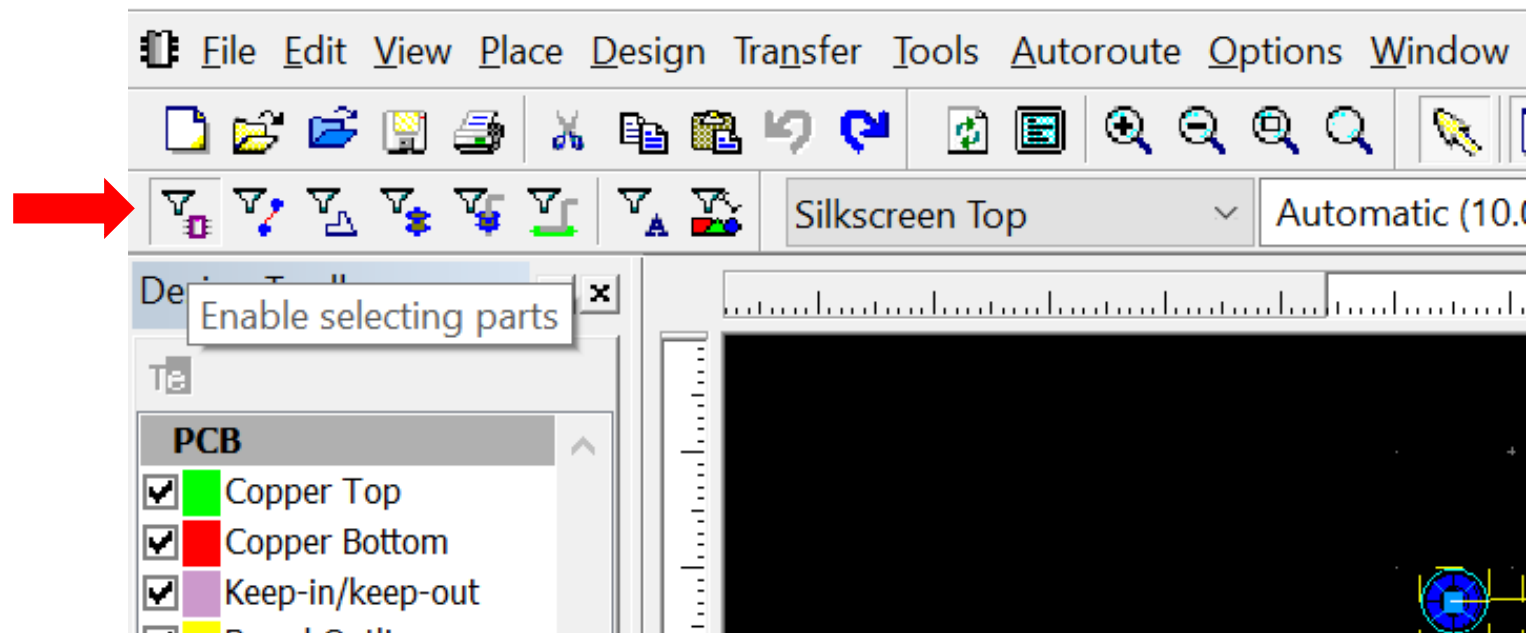 File Edit View Place Design Transfer Tools Autoroute Options Window
Silkscreen Top Automatic (10.0
Enable selecting parts
PCB
Copper Top
Copper Bottom
Keep-in/keep-out